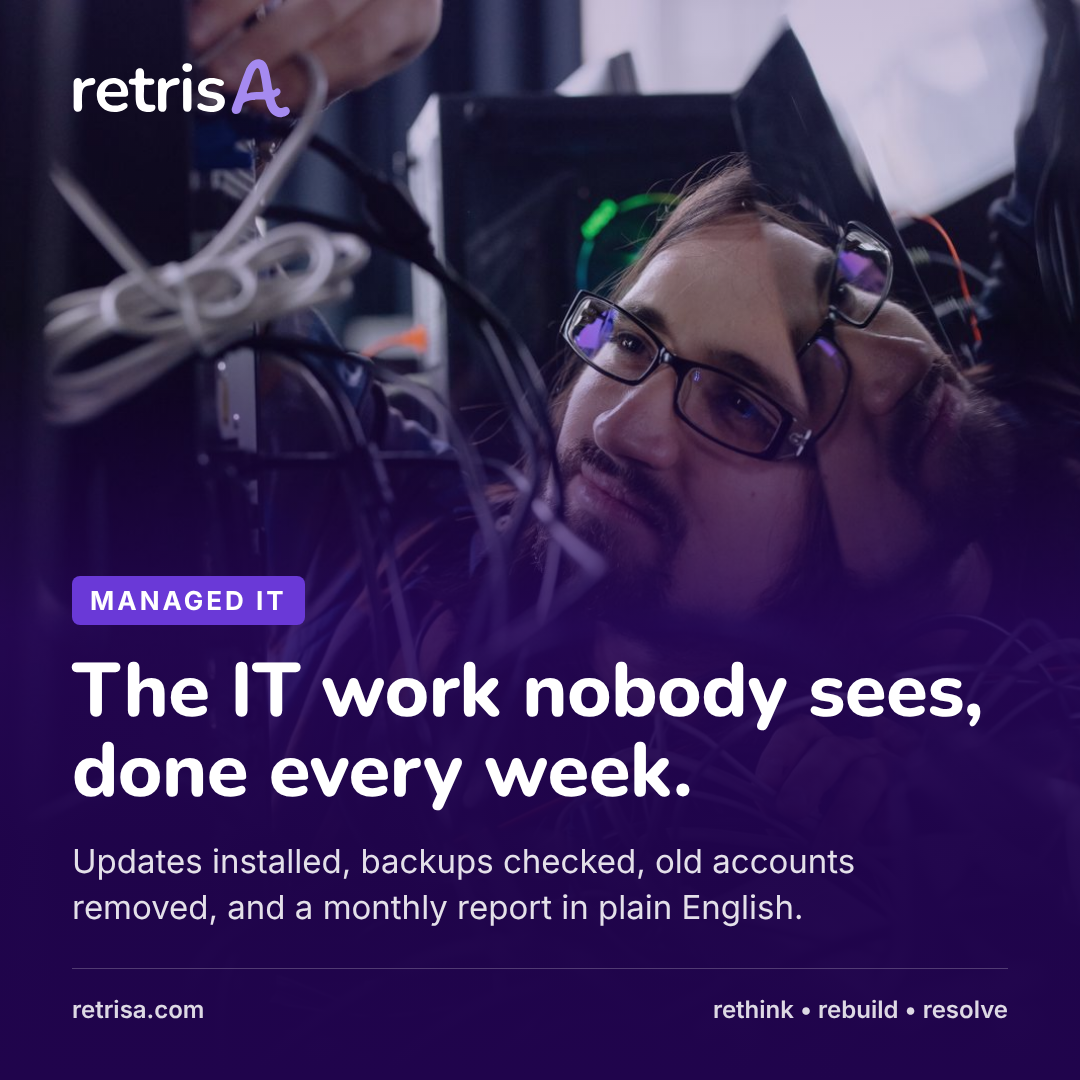 retrisA
MANAGED IT
The IT work nobody sees,
done every week.
Updates installed, backups checked, old accounts
removed, and a monthly report in plain English.
retrisa.com
rethink • rebuild • resolve